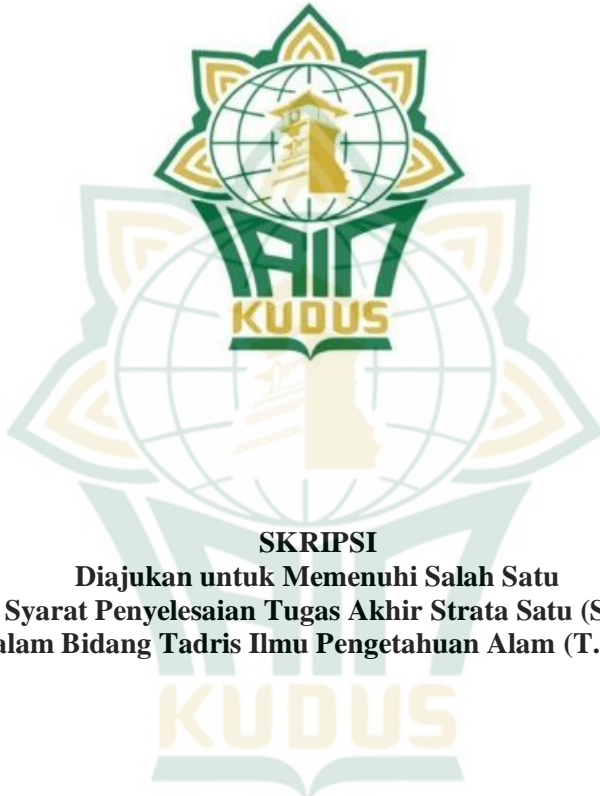 IAIN
KUDUS
SKRIPSI
Diajukan untuk Memenuhi Salah Satu
Syarat Penyelesaian Tugas Akhir Strata Satu (S
alam Bidang Tadris Ilmu Pengetahuan Alam (T.
KUDUS